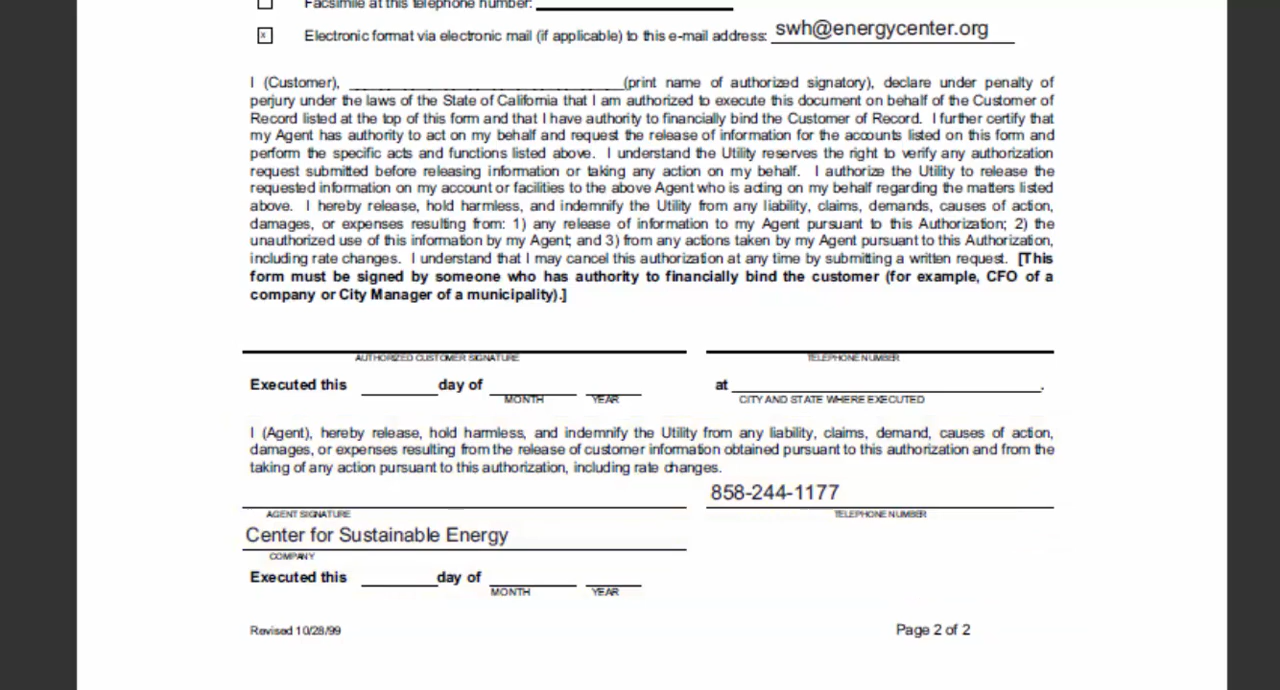 Facsimile at this telephone number:
x Electronic format via electronic mail (if applicable) to this e-mail address: swh@energycenter.org
I (Customer), (print name of authorized signatory), declare under penalty of
perjury under the laws of the State of California that I am authorized to execute this document on behalf of the Customer of
Record listed at the top of this form and that I have authority to financially bind the Customer of Record. I further certify that
my Agent has authority to act on my behalf and request the release of information for the accounts listed on this form and
perform the specific acts and functions listed above. I understand the Utility reserves the right to verify any authorization
request submitted before releasing information or taking any action on my behalf. I authorize the Utility to release the
requested information on my account or facilities to the above Agent who is acting on my behalf regarding the matters listed
above. I hereby release, hold harmless, and indemnify the Utility from any liability, claims, demands, causes of action,
damages, or expenses resulting from: 1) any release of information to my Agent pursuant to this Authorization; 2) the
unauthorized use of this information by my Agent; and 3) from any actions taken by my Agent pursuant to this Authorization,
including rate changes. I understand that I may cancel this authorization at any time by submitting a written request. [This
form must be signed by someone who has authority to financially bind the customer (for example, CFO of a
company or City Manager of a municipality).]
AUTHORIZED CUSTOMER SIGNATURE TELEPHONE NUMBER
Executed this day of at .
MONTH YEAR CITY AND STATE WHERE EXECUTED
I (Agent), hereby release, hold harmless, and indemnify the Utility from any liability, claims, demand, causes of action,
damages, or expenses resulting from the release of customer information obtained pursuant to this authorization and from the
taking of any action pursuant to this authorization, including rate changes.
858-244-1177
AGENT SIGNATURE TELEPHONE NUMBER
Center for Sustainable Energy
COMPANY
Executed this day of
MONTH YEAR
Revised 10/28/99 Page 2 of 2